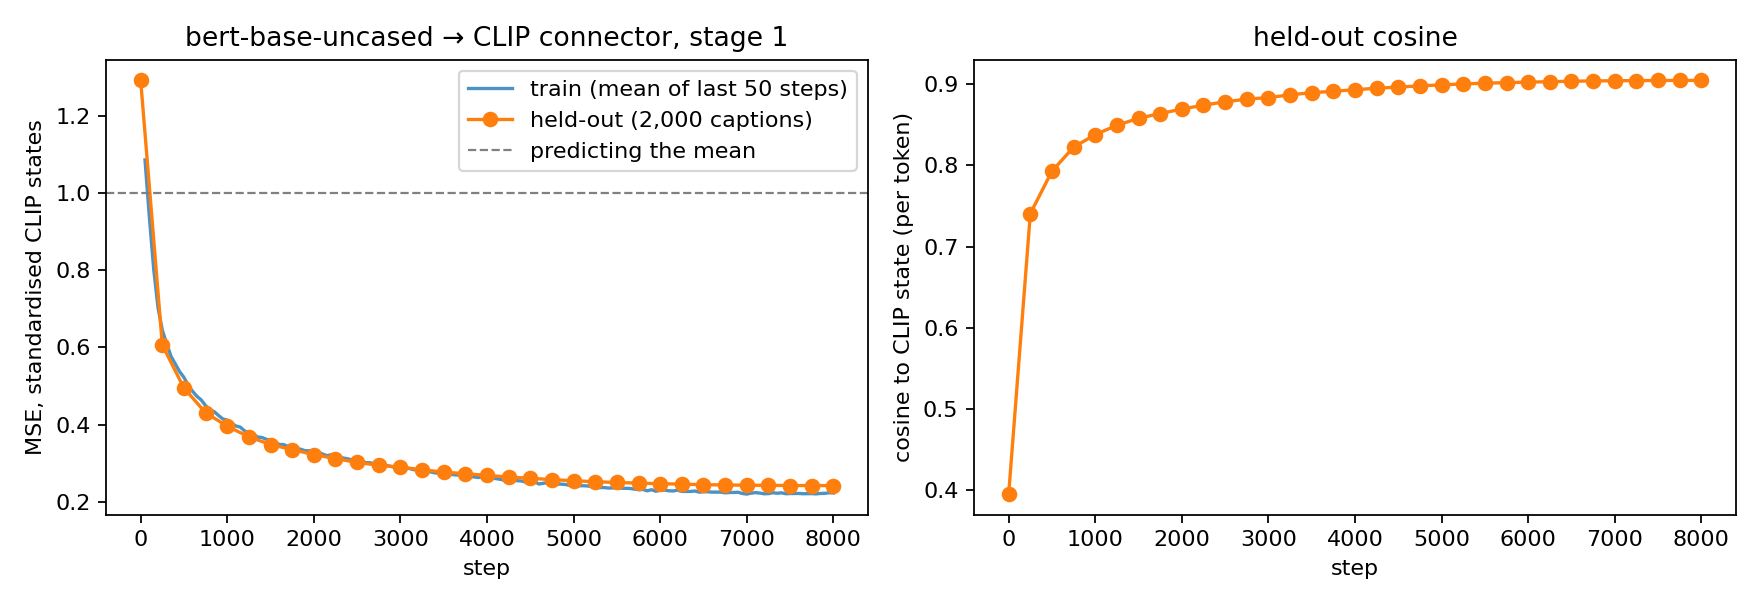 bert-base-uncased → CLIP connector, stage 1
MSE, standardised CLIP states
1.2
1.0
0.8
0.6
0.4
0.2
train (mean of last 50 steps)
held-out (2,000 captions)
predicting the mean
0 1000 2000 3000 4000 5000 6000 7000 8000
step
held-out cosine
cosine to CLIP state (per token)
0.9
0.8
0.7
0.6
0.5
0.4
0 1000 2000 3000 4000 5000 6000 7000 8000
step